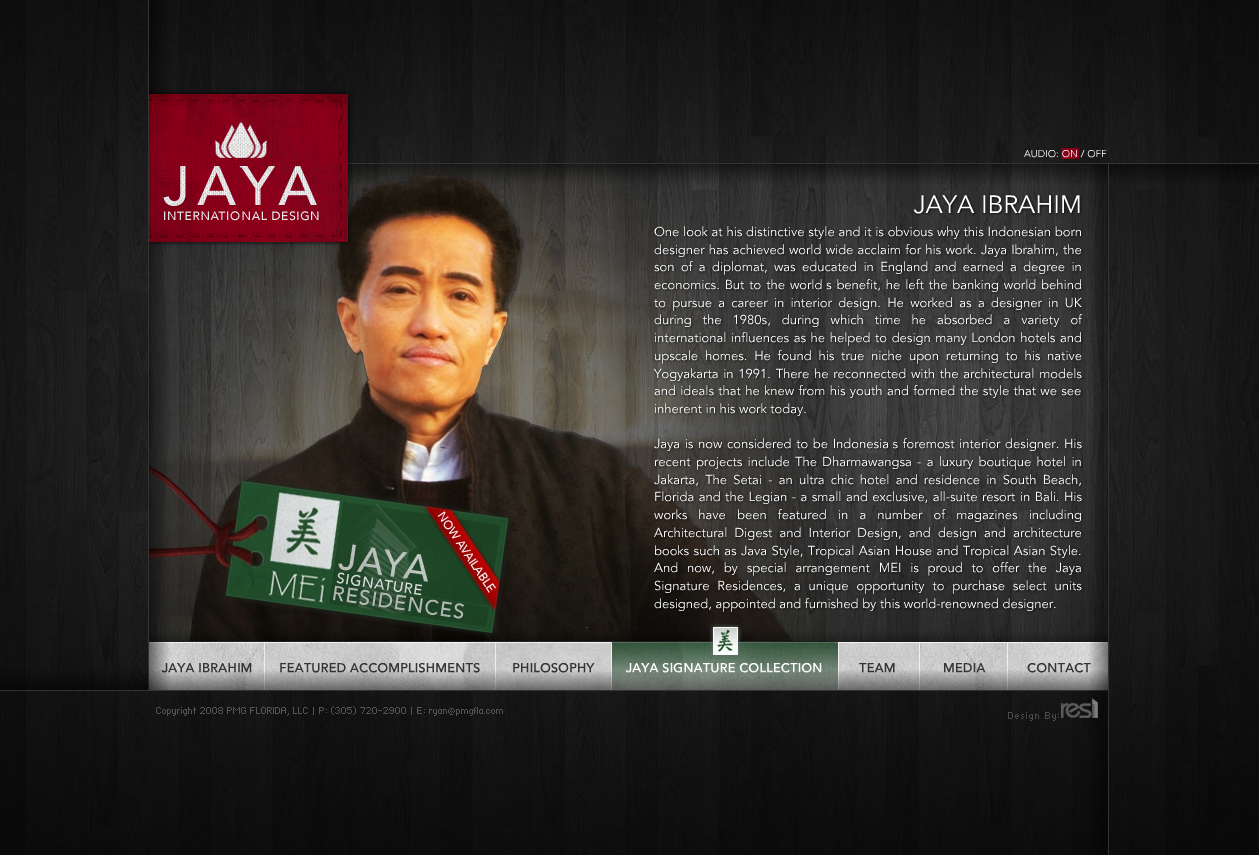 AUDIO: ON / OFF
JAYA
INTERNATIONAL DESIGN
JAYA IBRAHIM
One look at his distinctive style and it is obvious why this Indonesian born
designer has achieved world wide acclaim for his work. Jaya Ibrahim, the
son of a diplomat, was educated in England and earned a degree in
economics. But to the world s benefit, he left the banking world behind
to pursue a career in interior design. He worked as a designer in UK
during the 1980s, during which time he absorbed a variety of
international influences as he helped to design many London hotels and
upscale homes. He found his true niche upon returning to his native
Yogyakarta in 1991. There he reconnected with the architectural models
and ideals that he knew from his youth and formed the style that we see
inherent in his work today.
Jaya is now considered to be Indonesia s foremost interior designer. His
recent projects include The Dharmawangsa - a luxury boutique hotel in
Jakarta, The Setai - an ultra chic hotel and residence in South Beach,
Florida and the Legian - a small and exclusive, all-suite resort in Bali. His
works have been featured in a number of magazines including
Architectural Digest and Interior Design, and design and architecture
books such as Java Style, Tropical Asian House and Tropical Asian Style.
And now, by special arrangement MEI is proud to offer the Jaya
Signature Residences, a unique opportunity to purchase select units
designed, appointed and furnished by this world-renowned designer.
美
MEi
JAYA
SIGNATURE
RESIDENCES
NOW AVAILABLE
美
JAYA IBRAHIM
FEATURED ACCOMPLISHMENTS
PHILOSOPHY
JAYA SIGNATURE COLLECTION
TEAM
MEDIA
CONTACT
Copyright 2008 PMG FLORIDA, LLC | P: (305) 720-2900 | E: ryan@pmgfla.com
Design By: res1